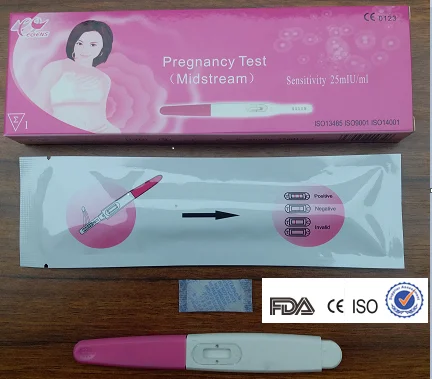 CE 0123
Pregnancy Test
(Midstream)
Sensitivity 25mIU/ml
ISO13485 ISO9001 ISO14001
Positive
Negative
Invalid
FDA CE ISO